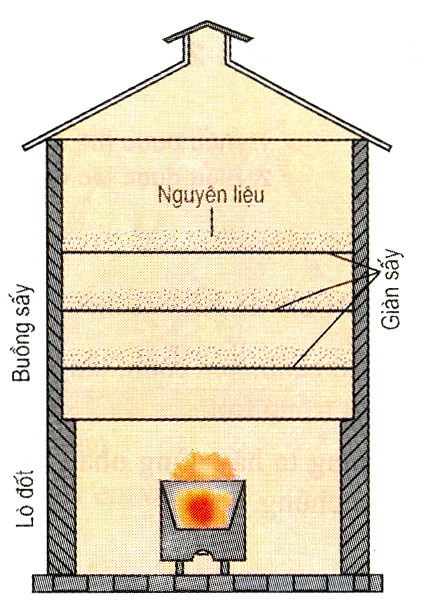 Nguyên liệu
Giàn sấy
Buồng sấy
Lò đốt